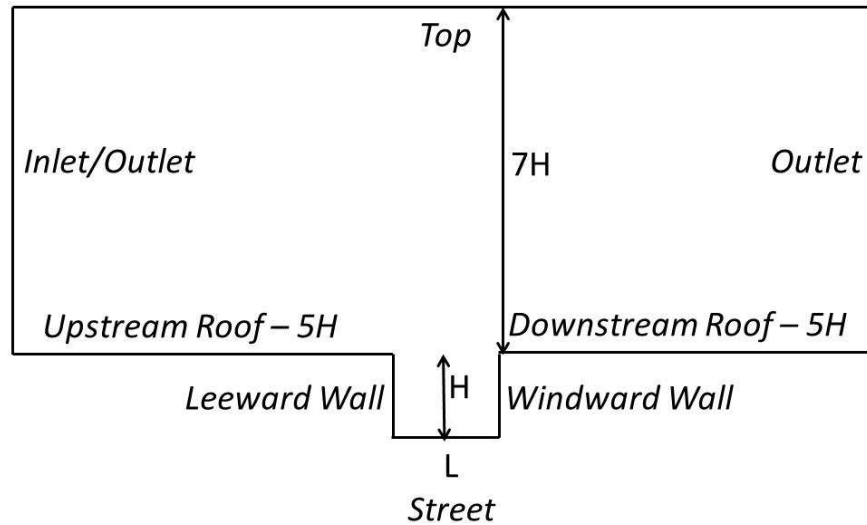 Top
Inlet/Outlet
7H
Outlet
Upstream Roof – 5H
Downstream Roof – 5H
Leeward Wall
H
Windward Wall
L
Street